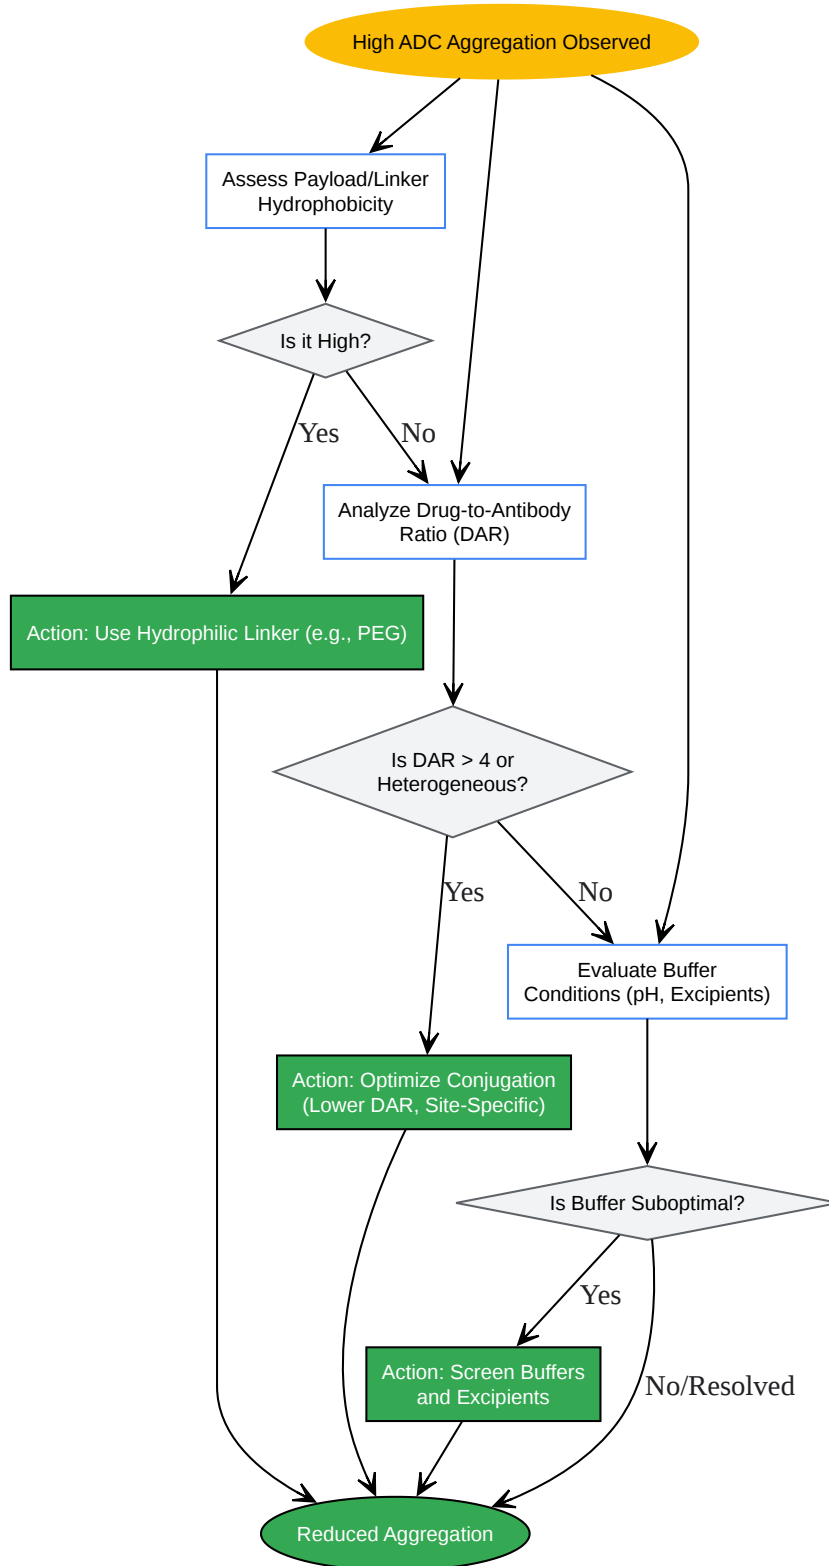 High ADC Aggregation Observed
Assess Payload/Linker
Hydrophobicity
Is it High?
Yes
No
Analyze Drug-to-Antibody
Ratio (DAR)
Action: Use Hydrophilic Linker (e.g., PEG)
Is DAR > 4 or
Heterogeneous?
Yes
No
Evaluate Buffer
Conditions (pH, Excipients)
Action: Optimize Conjugation
(Lower DAR, Site-Specific)
Is Buffer Suboptimal?
Yes
Action: Screen Buffers
and Excipients
No/Resolved
Reduced Aggregation